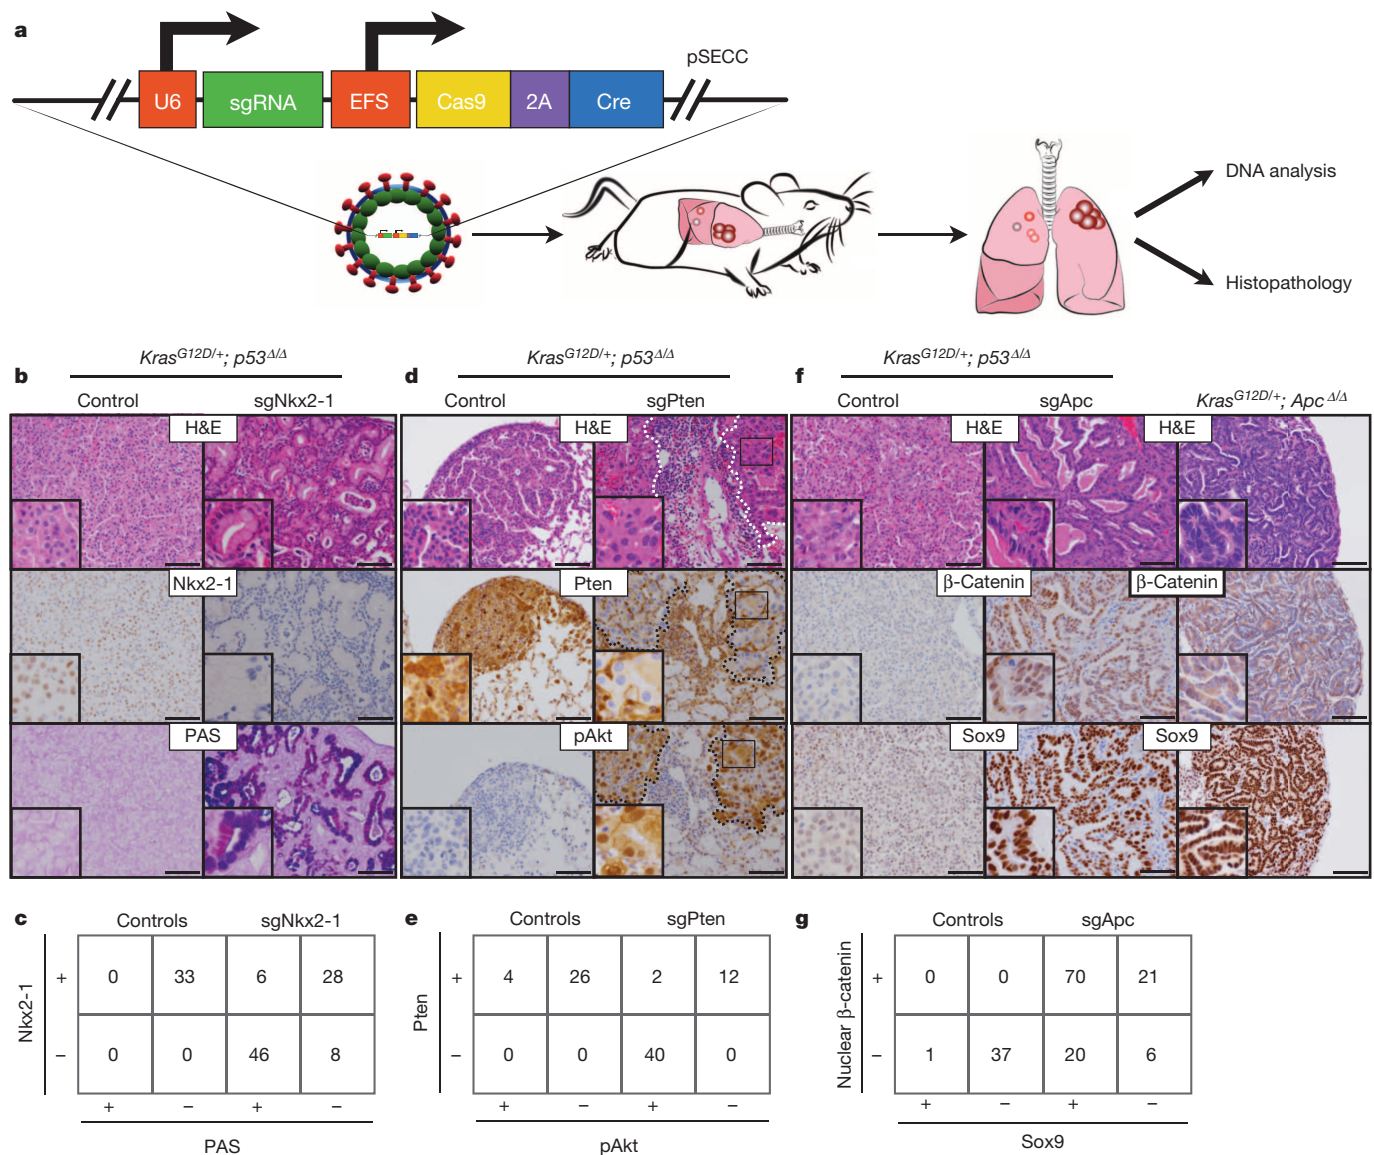 a
pSECC
U6 sgRNA EFS Cas9 2A Cre
DNA analysis
Histopathology
Kras^G12D/+; p53^Δ/Δ
b
Control sgNkx2-1
H&E
Nkx2-1
PAS
Kras^G12D/+; p53^Δ/Δ
d
Control sgPten
H&E
Pten
pAkt
Kras^G12D/+; p53^Δ/Δ
f
Control sgApc Kras^G12D/+; Apc^Δ/Δ
H&E H&E
β-Catenin β-Catenin
Sox9 Sox9
c
Controls sgNkx2-1
Nkx2-1
+ 0 33 6 28
− 0 0 46 8
+ − + −
PAS
e
Controls sgPten
Pten
+ 4 26 2 12
− 0 0 40 0
+ − + −
pAkt
g
Controls sgApc
Nuclear β-catenin
+ 0 0 70 21
− 1 37 20 6
+ − + −
Sox9